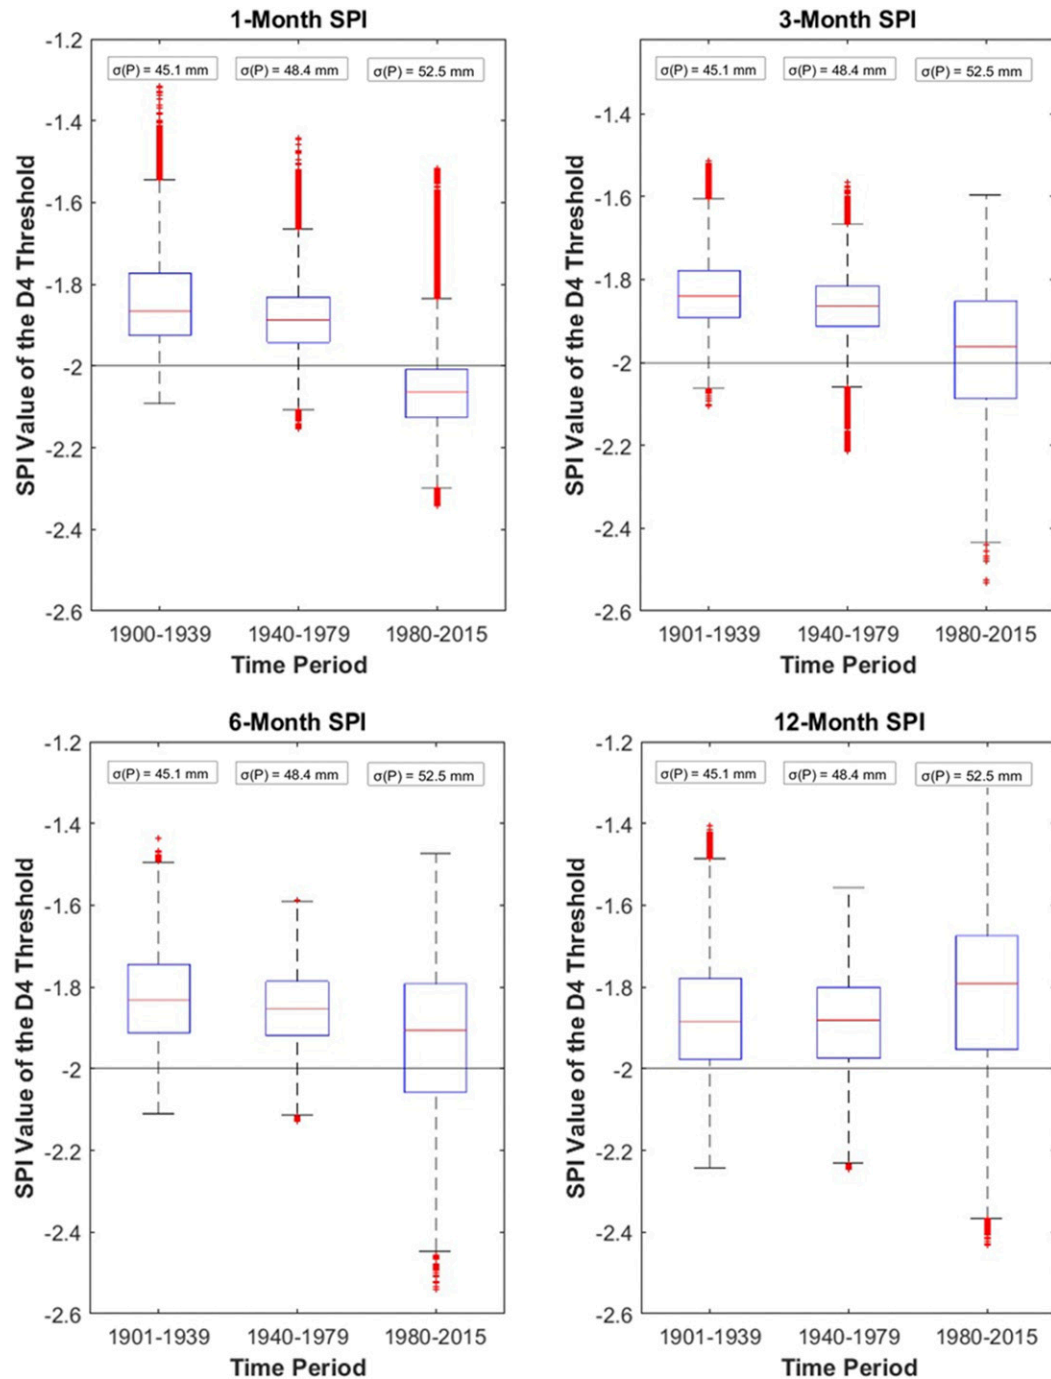 1-Month SPI
SPI Value of the D4 Threshold
-1.2
-1.4
-1.6
-1.8
-2
-2.2
-2.4
-2.6
σ(P) = 45.1 mm
σ(P) = 48.4 mm
σ(P) = 52.5 mm
1900-1939
1940-1979
1980-2015
Time Period
3-Month SPI
SPI Value of the D4 Threshold
-1.4
-1.6
-1.8
-2
-2.2
-2.4
-2.6
σ(P) = 45.1 mm
σ(P) = 48.4 mm
σ(P) = 52.5 mm
1901-1939
1940-1979
1980-2015
Time Period
6-Month SPI
SPI Value of the D4 Threshold
-1.2
-1.4
-1.6
-1.8
-2
-2.2
-2.4
-2.6
σ(P) = 45.1 mm
σ(P) = 48.4 mm
σ(P) = 52.5 mm
1901-1939
1940-1979
1980-2015
Time Period
12-Month SPI
SPI Value of the D4 Threshold
-1.2
-1.4
-1.6
-1.8
-2
-2.2
-2.4
-2.6
σ(P) = 45.1 mm
σ(P) = 48.4 mm
σ(P) = 52.5 mm
1901-1939
1940-1979
1980-2015
Time Period